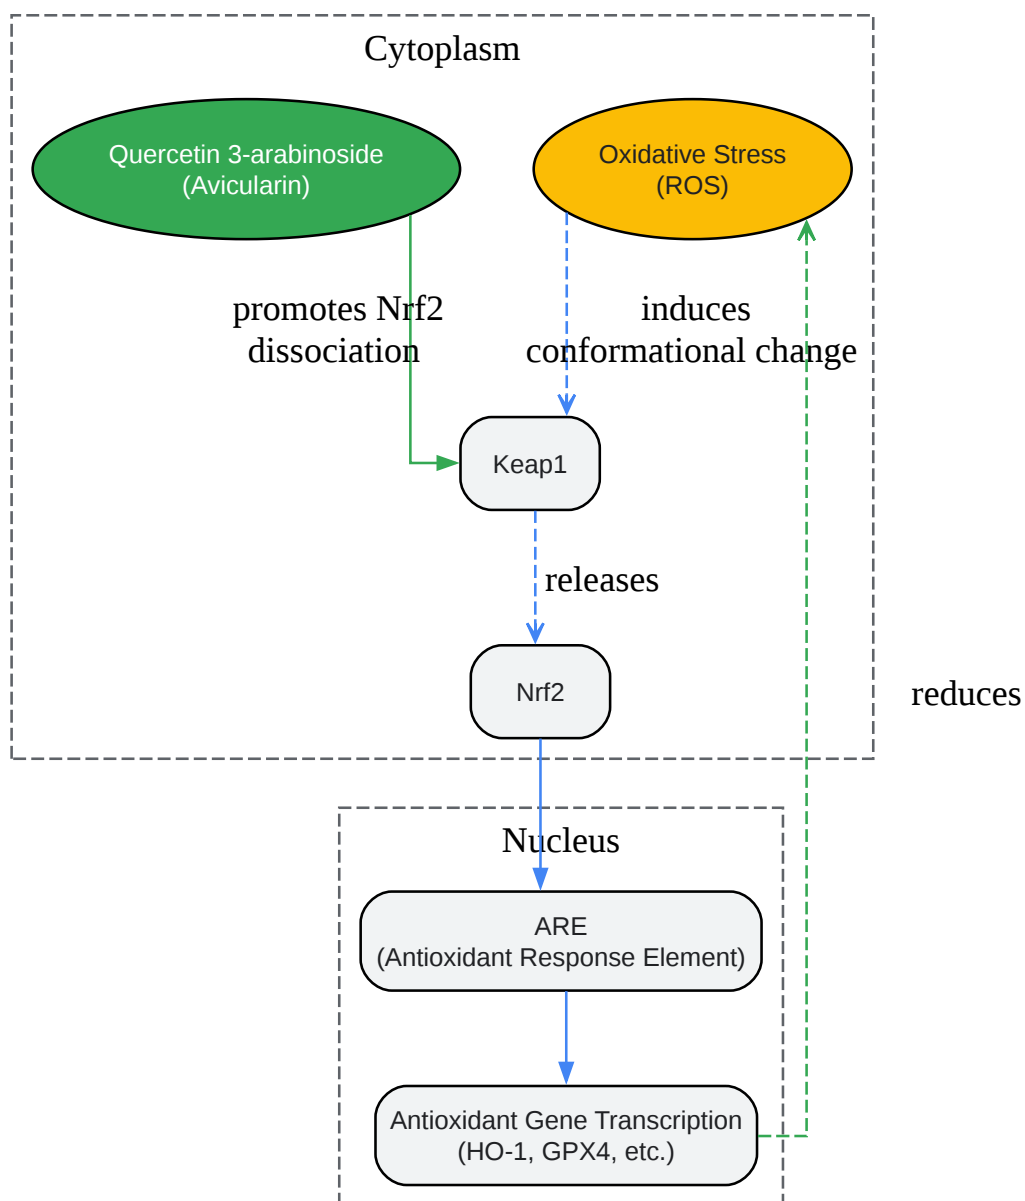 Cytoplasm
Quercetin 3-arabinoside
(Avicularin)
Oxidative Stress
(ROS)
promotes Nrf2
dissociation
induces
conformational change
Keap1
releases
Nrf2
reduces
Nucleus
ARE
(Antioxidant Response Element)
Antioxidant Gene Transcription
(HO-1, GPX4, etc.)